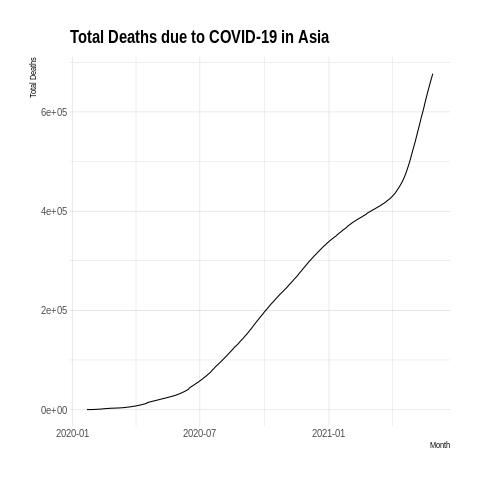 Total Deaths due to COVID-19 in Asia
Total Deaths
6e+05
4e+05
2e+05
0e+00
2020-01 2020-07 2021-01
Month